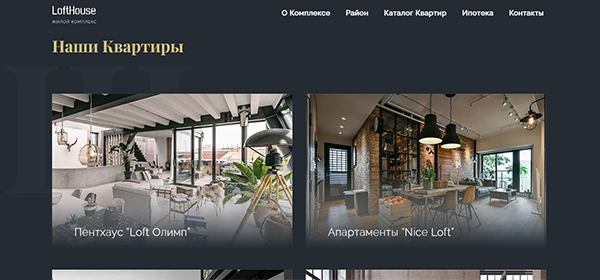 LoftHouse
ЖИЛОЙ КОМПЛЕКС
О Комплексе Район Каталог Квартир Ипотека Контакты
Наши Квартиры
Пентхаус "Loft Олимп"
Апартаменты "Nice Loft"